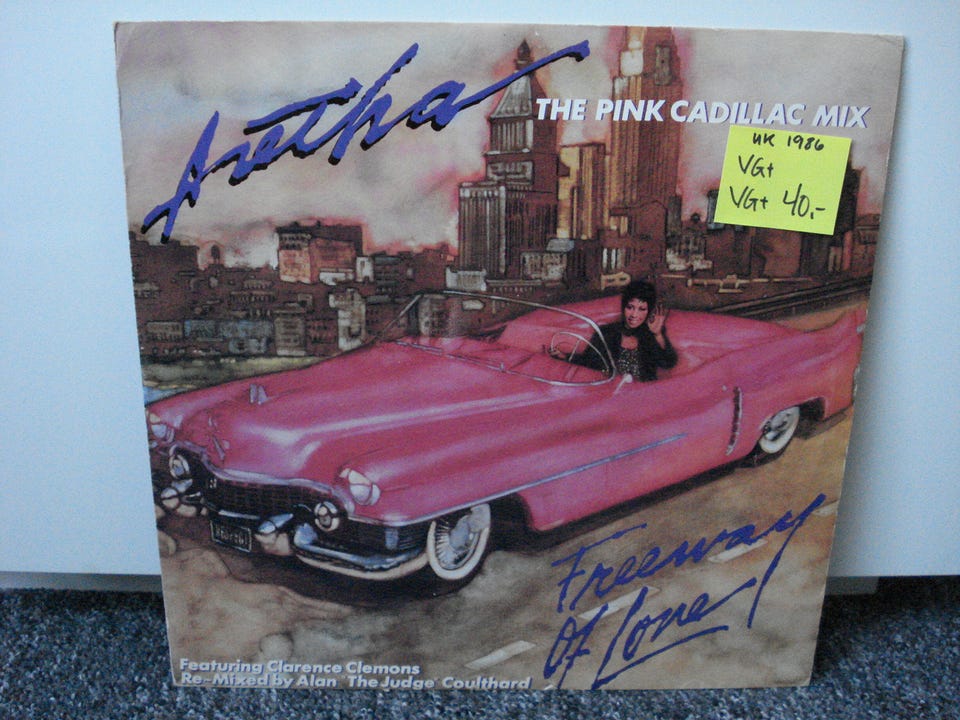 Aretha
THE PINK CADILLAC MIX
UK 1986
VG+
VG+ 40,-
Freeway
Of Love
Featuring Clarence Clemons
Re-Mixed by Alan "The Judge" Coulthard